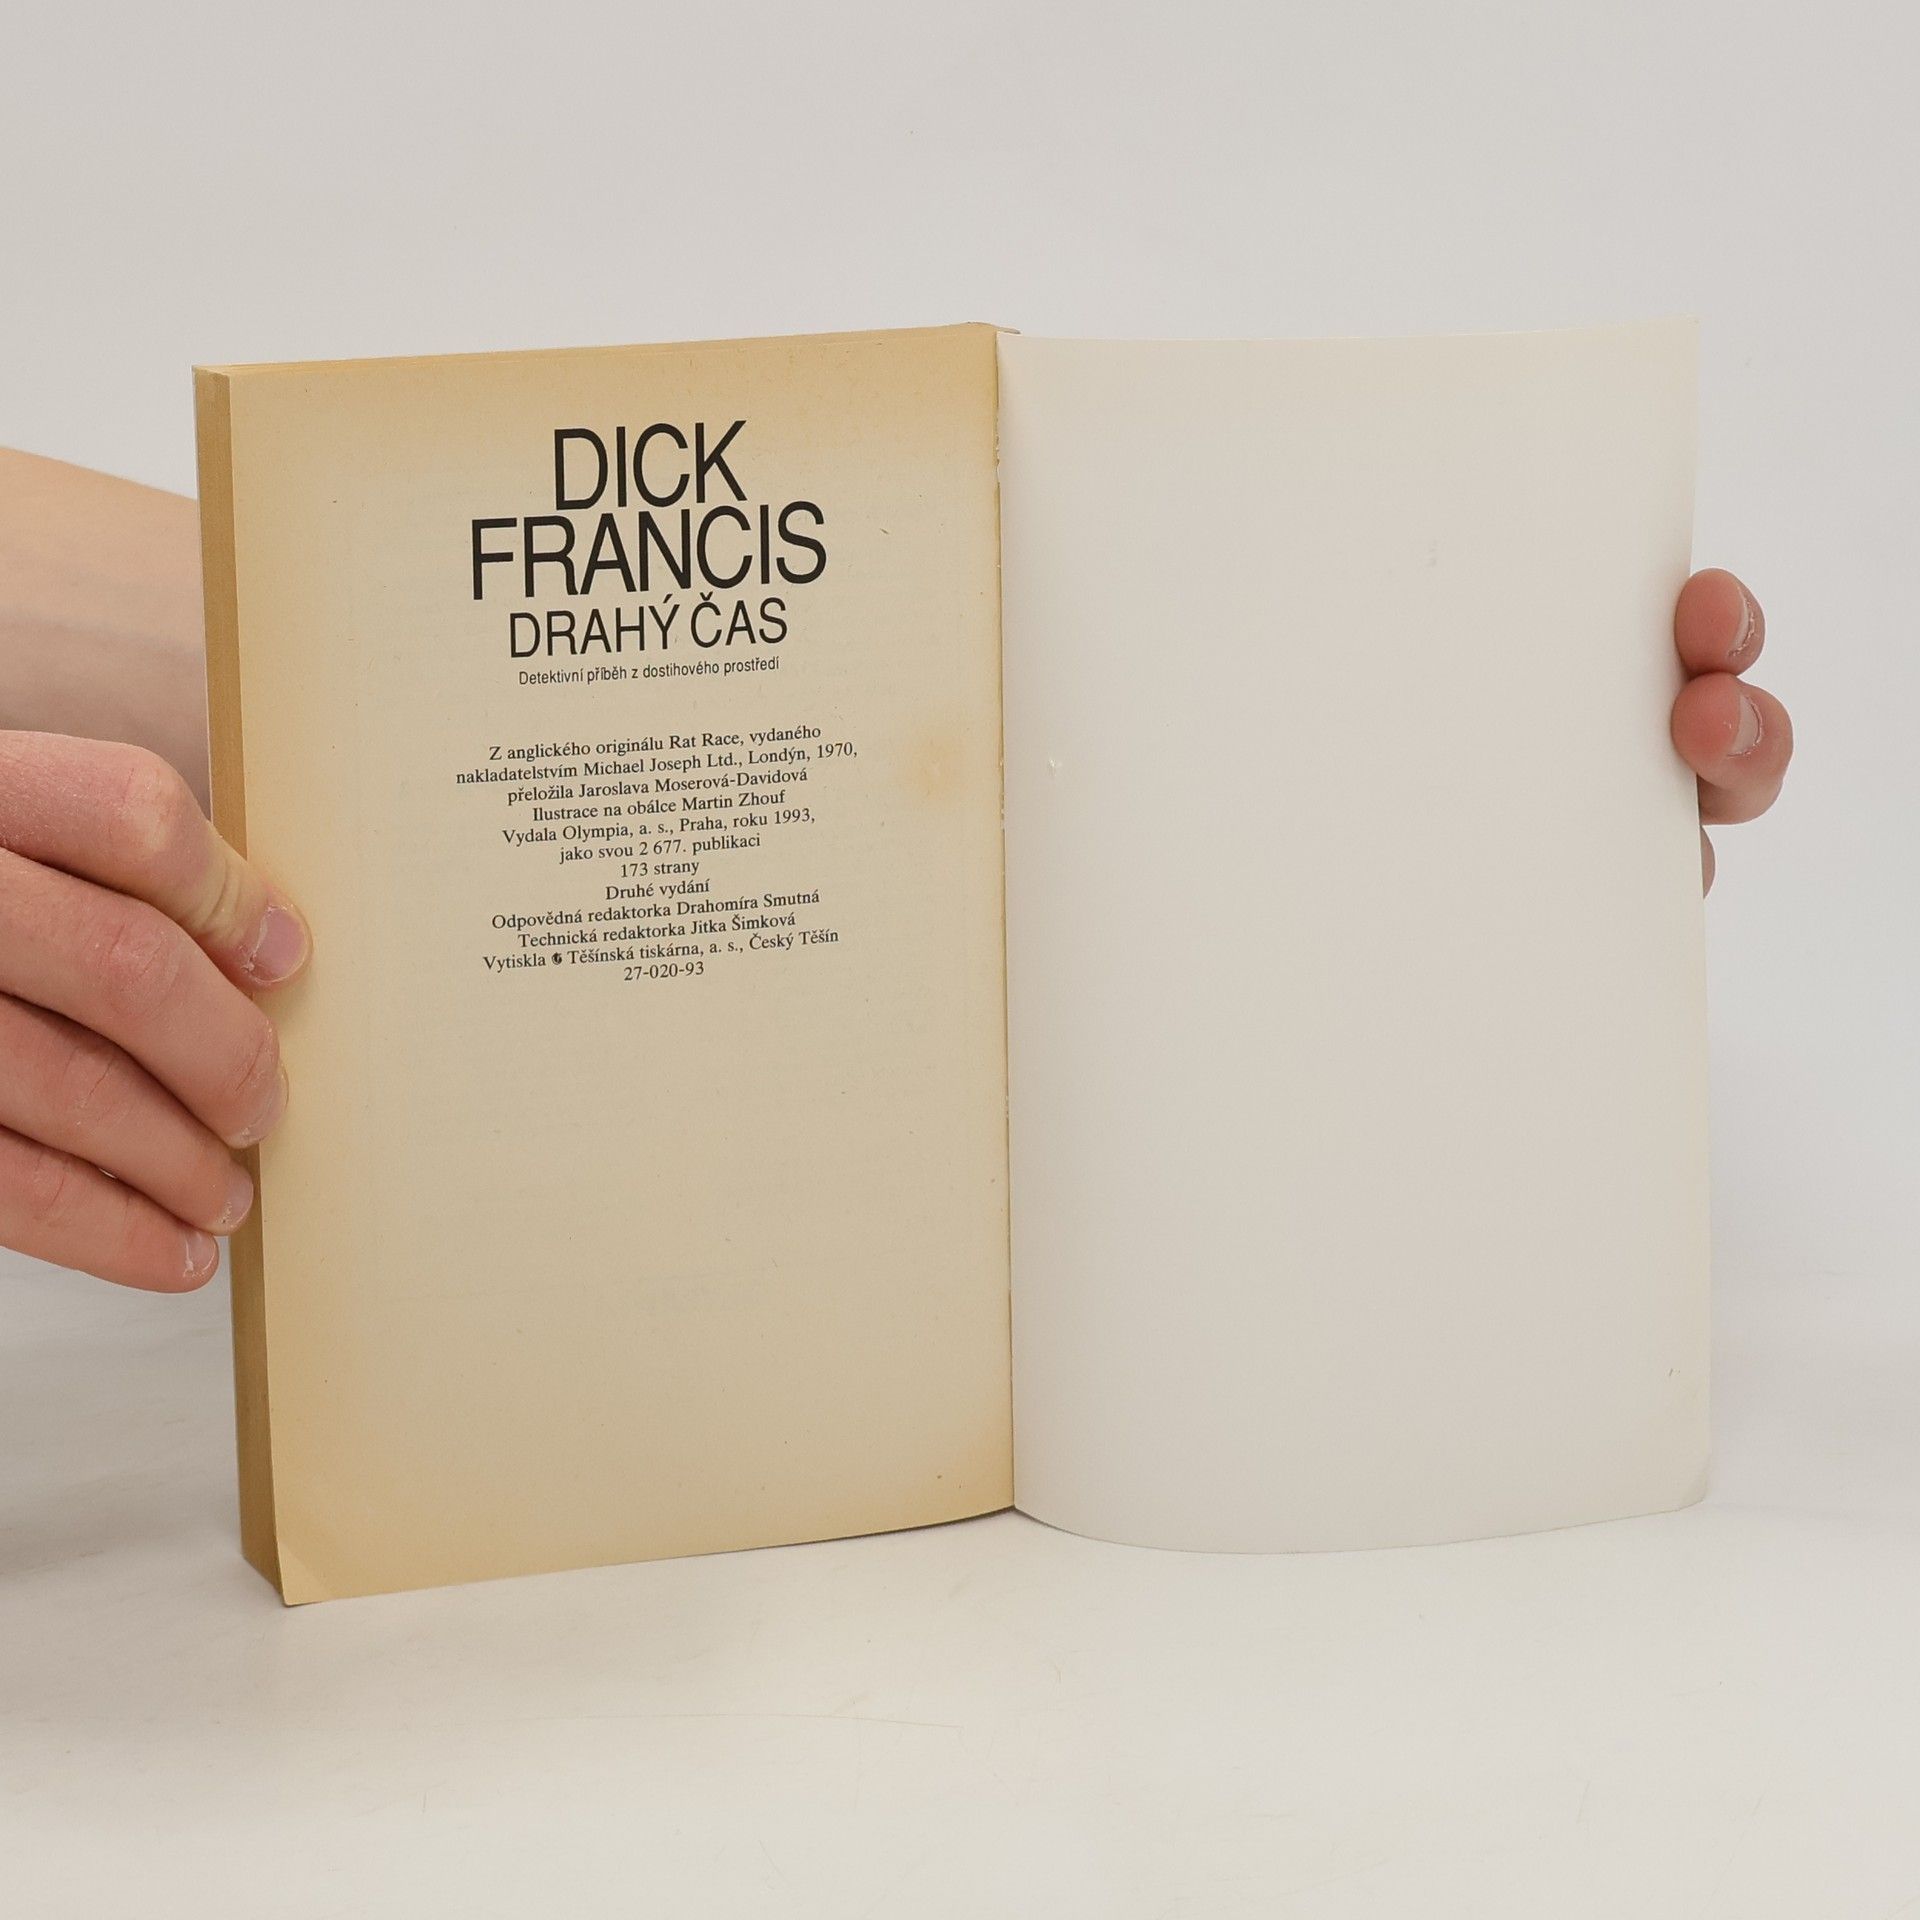 DICK
FRANCIS
DRAHÝ ČAS
Detektivní příběh z dostihového prostředí
Z anglického originálu Rat Race, vydaného
nakladatelstvím Michael Joseph Ltd., Londýn, 1970,
přeložila Jaroslava Moserová-Davidová
Ilustrace na obálce Martin Zhouf
Vydala Olympia, a. s., Praha, roku 1993,
jako svou 2 677. publikaci
173 strany
Druhé vydání
Odpovědná redaktorka Drahomíra Smutná
Technická redaktorka Jitka Šimková
Vytiskla Těšínská tiskárna, a. s., Český Těšín
27-020-93